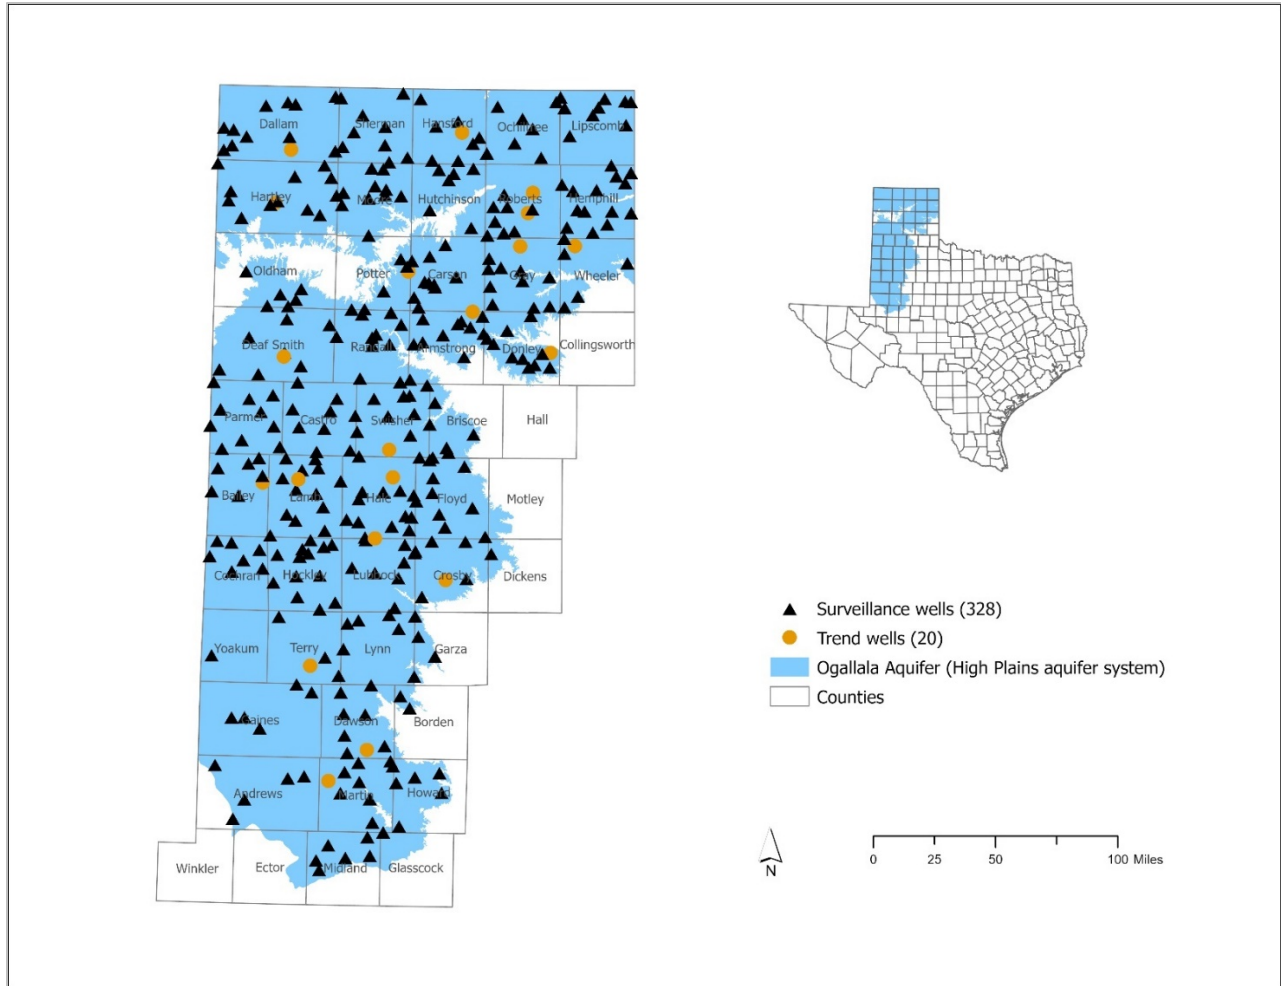 Dallam
Sherman
Hansford
Ochiltree
Lipscomb
Hartley
Moore
Hutchinson
Roberts
Hemphill
Oldham
Potter
Carson
Gray
Wheeler
Deaf Smith
Randall
Armstrong
Donley
Collingsworth
Parmer
Castro
Swisher
Briscoe
Hall
Bailey
Lamb
Hale
Floyd
Motley
Cochran
Hockley
Lubbock
Crosby
Dickens
Yoakum
Terry
Lynn
Garza
Gaines
Dawson
Borden
Andrews
Martin
Howard
Winkler
Ector
Midland
Glasscock
Surveillance wells (328)
Trend wells (20)
Ogallala Aquifer (High Plains aquifer system)
Counties
N
0 25 50 100 Miles